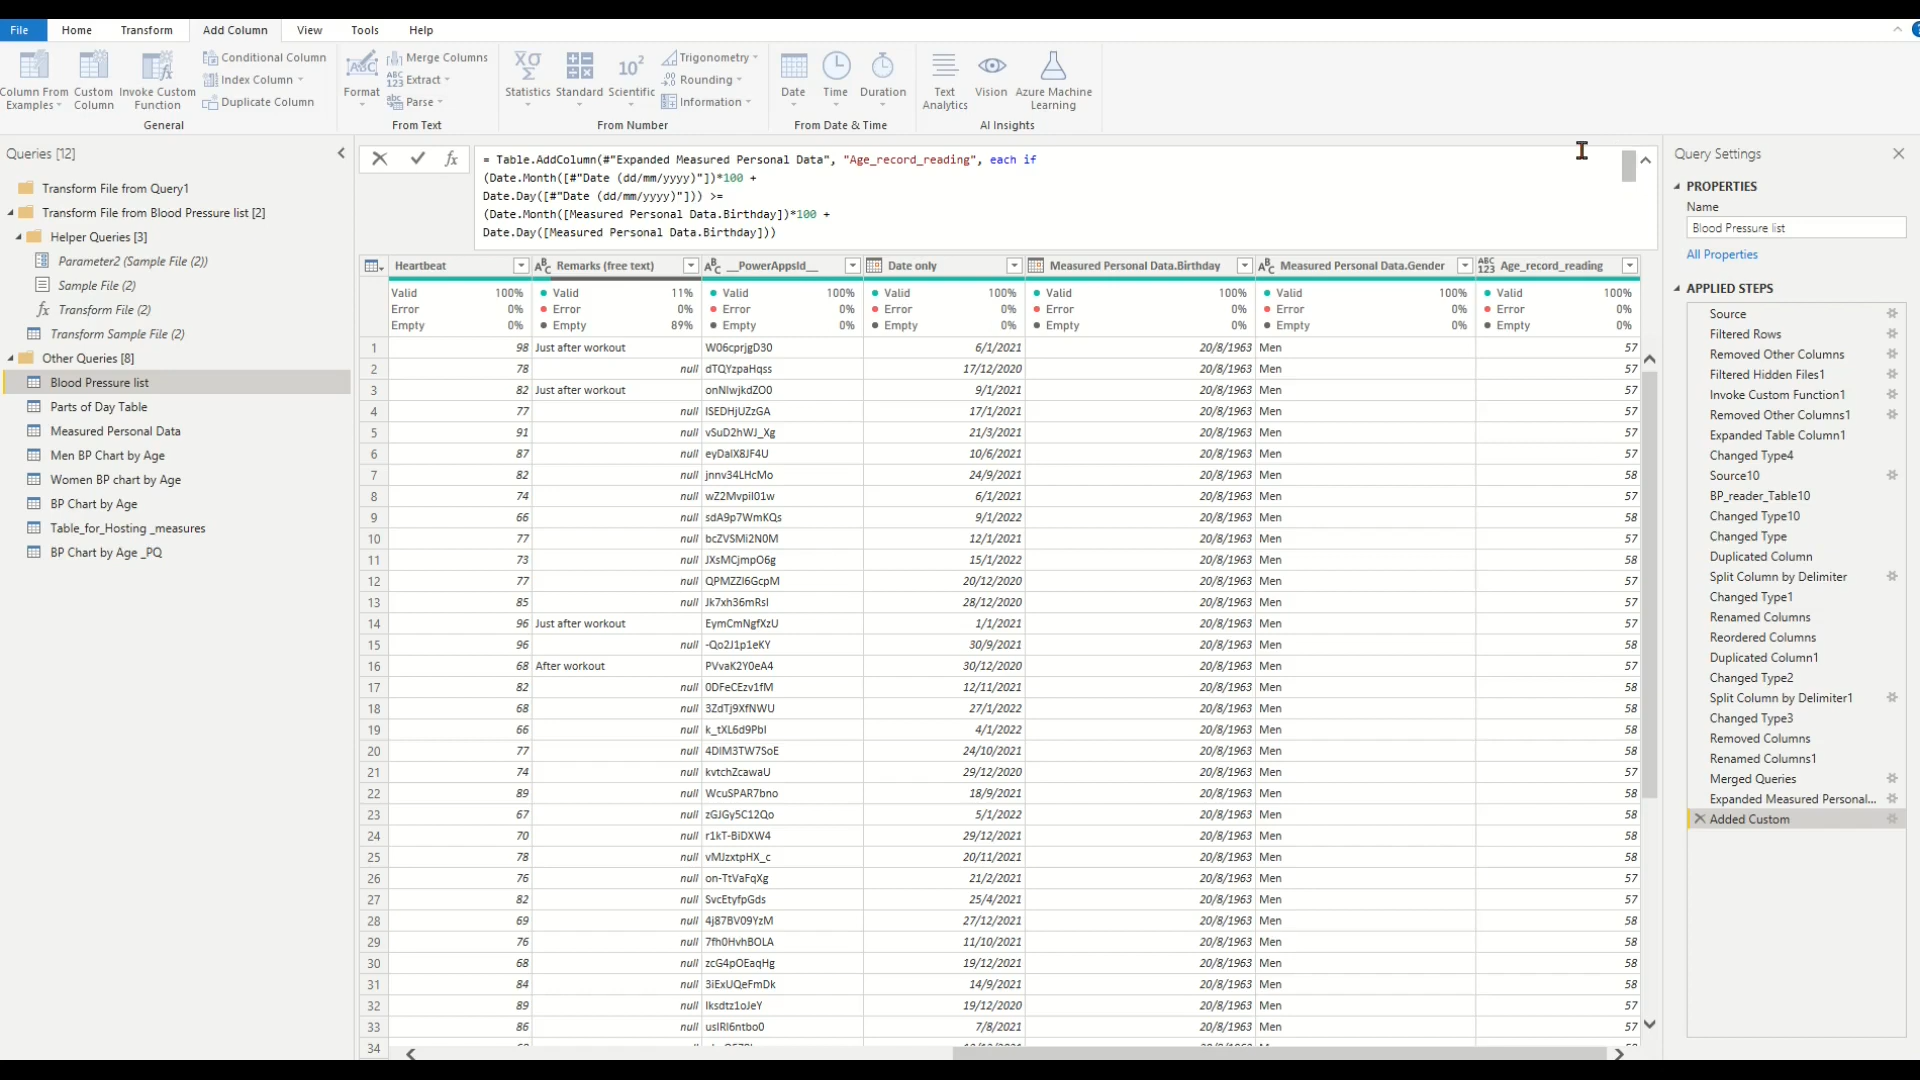 File Home Transform Add Column View Tools Help
Column From Examples
Custom Column
Invoke Custom Function
Conditional Column
Index Column
Duplicate Column
General
Format
Merge Columns
Extract
Parse
From Text
Statistics
Standard
Scientific
Trigonometry
Rounding
Information
From Number
Date
Time
Duration
From Date & Time
Text Analytics
Vision
Azure Machine Learning
AI Insights
Queries [12]
Transform File from Query1
Transform File from Blood Pressure list [2]
Helper Queries [3]
Parameter2 (Sample File (2))
Sample File (2)
Transform File (2)
Transform Sample File (2)
Other Queries [8]
Blood Pressure list
Parts of Day Table
Measured Personal Data
Men BP Chart by Age
Women BP chart by Age
BP Chart by Age
Table_for_Hosting _measures
BP Chart by Age _PQ
= Table.AddColumn(#"Expanded Measured Personal Data", "Age_record_reading", each if
(Date.Month([#"Date (dd/mm/yyyy)"])*100 +
Date.Day([#"Date (dd/mm/yyyy)"])) >=
(Date.Month([Measured Personal Data.Birthday])*100 +
Date.Day([Measured Personal Data.Birthday]))
Heartbeat Remarks (free text) __PowerAppsId__ Date only Measured Personal Data.Birthday Measured Personal Data.Gender Age_record_reading
Valid 100% Valid 11% Valid 100% Valid 100% Valid 100% Valid 100% Valid 100%
Error 0% Error 0% Error 0% Error 0% Error 0% Error 0% Error 0%
Empty 0% Empty 89% Empty 0% Empty 0% Empty 0% Empty 0% Empty 0%
1 98 Just after workout W06cprjgD30 6/1/2021 20/8/1963 Men 57
2 78 null dTQYzpaHqss 17/12/2020 20/8/1963 Men 57
3 82 Just after workout onNlwjkdZO0 9/1/2021 20/8/1963 Men 57
4 77 null ISEDHjUZzGA 17/1/2021 20/8/1963 Men 57
5 91 null vSuD2hWJ_Xg 21/3/2021 20/8/1963 Men 57
6 87 null eyDalX8JF4U 10/6/2021 20/8/1963 Men 57
7 82 null jnnv34LHcMo 24/9/2021 20/8/1963 Men 58
8 74 null wZ2Mvpil01w 6/1/2021 20/8/1963 Men 57
9 66 null sdA9p7WmKQs 9/1/2022 20/8/1963 Men 58
10 77 null bcZVSMi2N0M 12/1/2021 20/8/1963 Men 57
11 73 null JXsMCjmpO6g 15/1/2022 20/8/1963 Men 58
12 77 null QPMZZI6GcpM 20/12/2020 20/8/1963 Men 57
13 85 null Jk7xh36mRsI 28/12/2020 20/8/1963 Men 57
14 96 Just after workout EymCmNgfXzU 1/1/2021 20/8/1963 Men 57
15 96 null -Qo2J1p1eKY 30/9/2021 20/8/1963 Men 58
16 68 After workout PVvaK2Y0eA4 30/12/2020 20/8/1963 Men 57
17 82 null 0DFeCEzv1fM 12/11/2021 20/8/1963 Men 58
18 68 null 3ZdTj9XfNWU 27/1/2022 20/8/1963 Men 58
19 66 null k_tXL6d9PbI 4/1/2022 20/8/1963 Men 58
20 77 null 4DIM3TW7SoE 24/10/2021 20/8/1963 Men 58
21 74 null kvtchZcawaU 29/12/2020 20/8/1963 Men 57
22 89 null WcuSPAR7bno 18/9/2021 20/8/1963 Men 58
23 67 null zGJGy5C12Qo 5/1/2022 20/8/1963 Men 58
24 70 null r1kT-BiDXW4 29/12/2021 20/8/1963 Men 58
25 78 null vMJzxtpHX_c 20/11/2021 20/8/1963 Men 58
26 76 null on-TtVaFqXg 21/2/2021 20/8/1963 Men 57
27 82 null SvcEtyfpGds 25/4/2021 20/8/1963 Men 57
28 69 null 4j87BV09YzM 27/12/2021 20/8/1963 Men 58
29 76 null 7fh0HvhBOLA 11/10/2021 20/8/1963 Men 58
30 68 null zcG4pOEaqHg 19/12/2021 20/8/1963 Men 58
31 84 null 3iExUQeFmDk 14/9/2021 20/8/1963 Men 58
32 89 null Iksdtz1oJeY 19/12/2020 20/8/1963 Men 57
33 86 null uslRl6ntbo0 7/8/2021 20/8/1963 Men 57
34
Query Settings
PROPERTIES
Name
Blood Pressure list
All Properties
APPLIED STEPS
Source
Filtered Rows
Removed Other Columns
Filtered Hidden Files1
Invoke Custom Function1
Removed Other Columns1
Expanded Table Column1
Changed Type4
Source10
BP_reader_Table10
Changed Type10
Changed Type
Duplicated Column
Split Column by Delimiter
Changed Type1
Renamed Columns
Reordered Columns
Duplicated Column1
Changed Type2
Split Column by Delimiter1
Changed Type3
Removed Columns
Renamed Columns1
Merged Queries
Expanded Measured Personal...
Added Custom